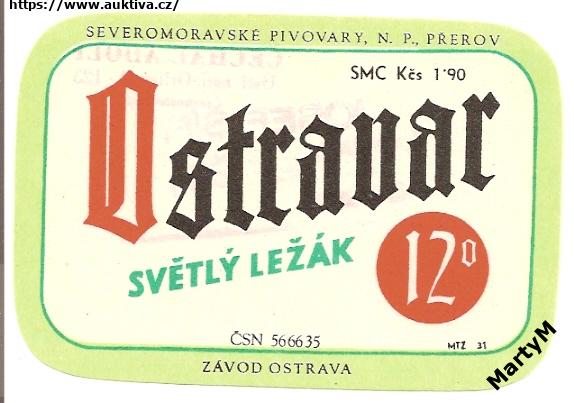 https://www.auktiva.cz/
SEVEROMORAVSKÉ PIVOVARY, N. P., PŘEROV
SMC Kčs 1'90
Ostravar
SVĚTLÝ LEŽÁK
12⁰
ČSN 566635
MTZ 31
ZÁVOD OSTRAVA
MartyM